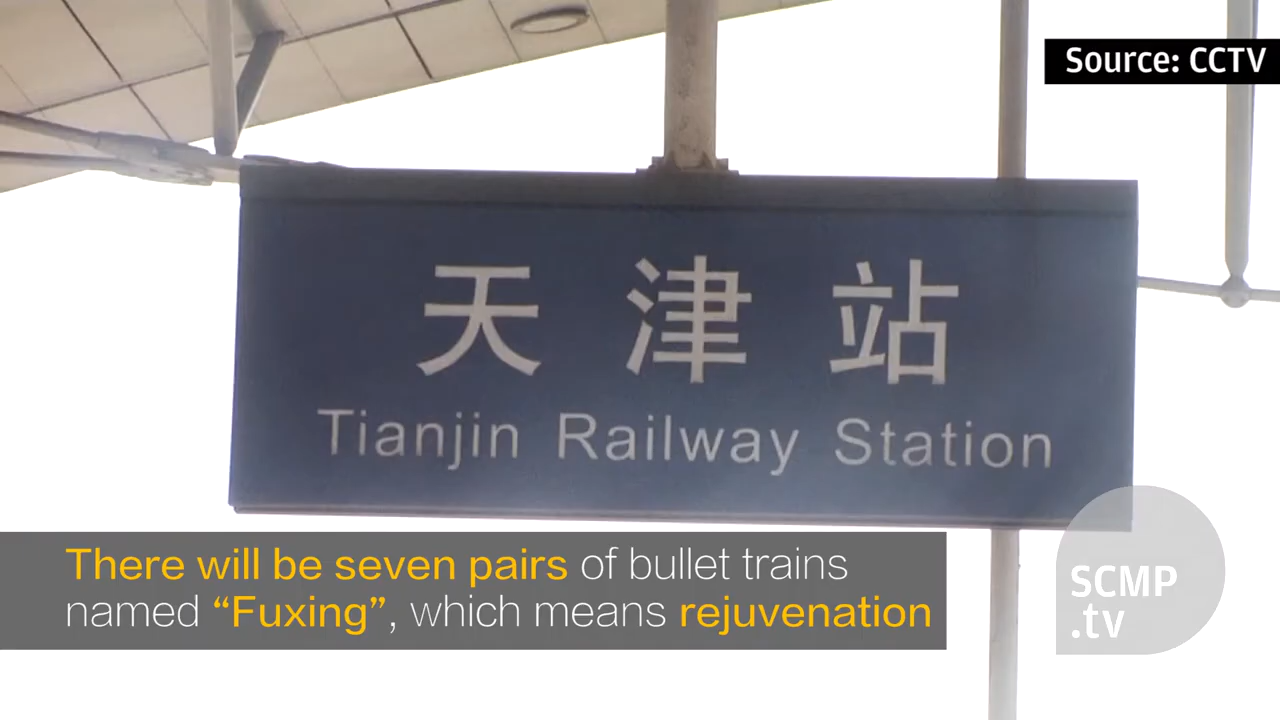 Source: CCTV
天津站
Tianjin Railway Station
There will be seven pairs of bullet trains
named “Fuxing”, which means rejuvenation
SCMP
.tv